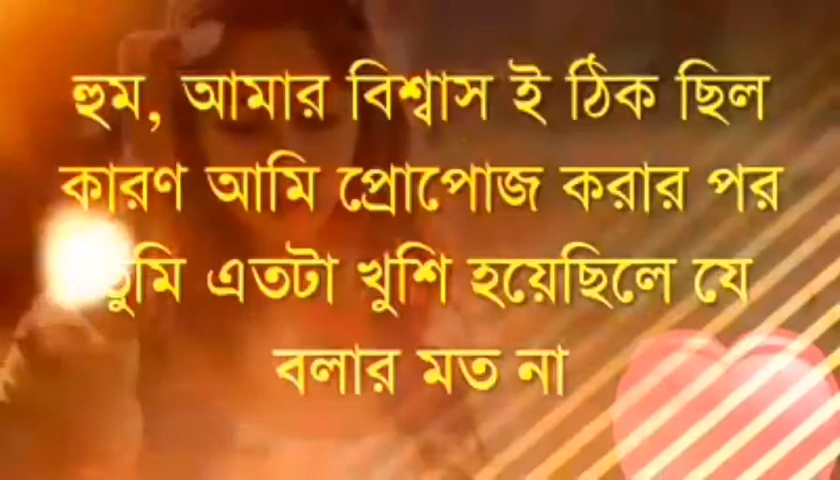 হুম, আমার বিশ্বাস ই ঠিক ছিল
কারণ আমি প্রোপোজ করার পর
তুমি এতটা খুশি হয়েছিলে যে
বলার মত না